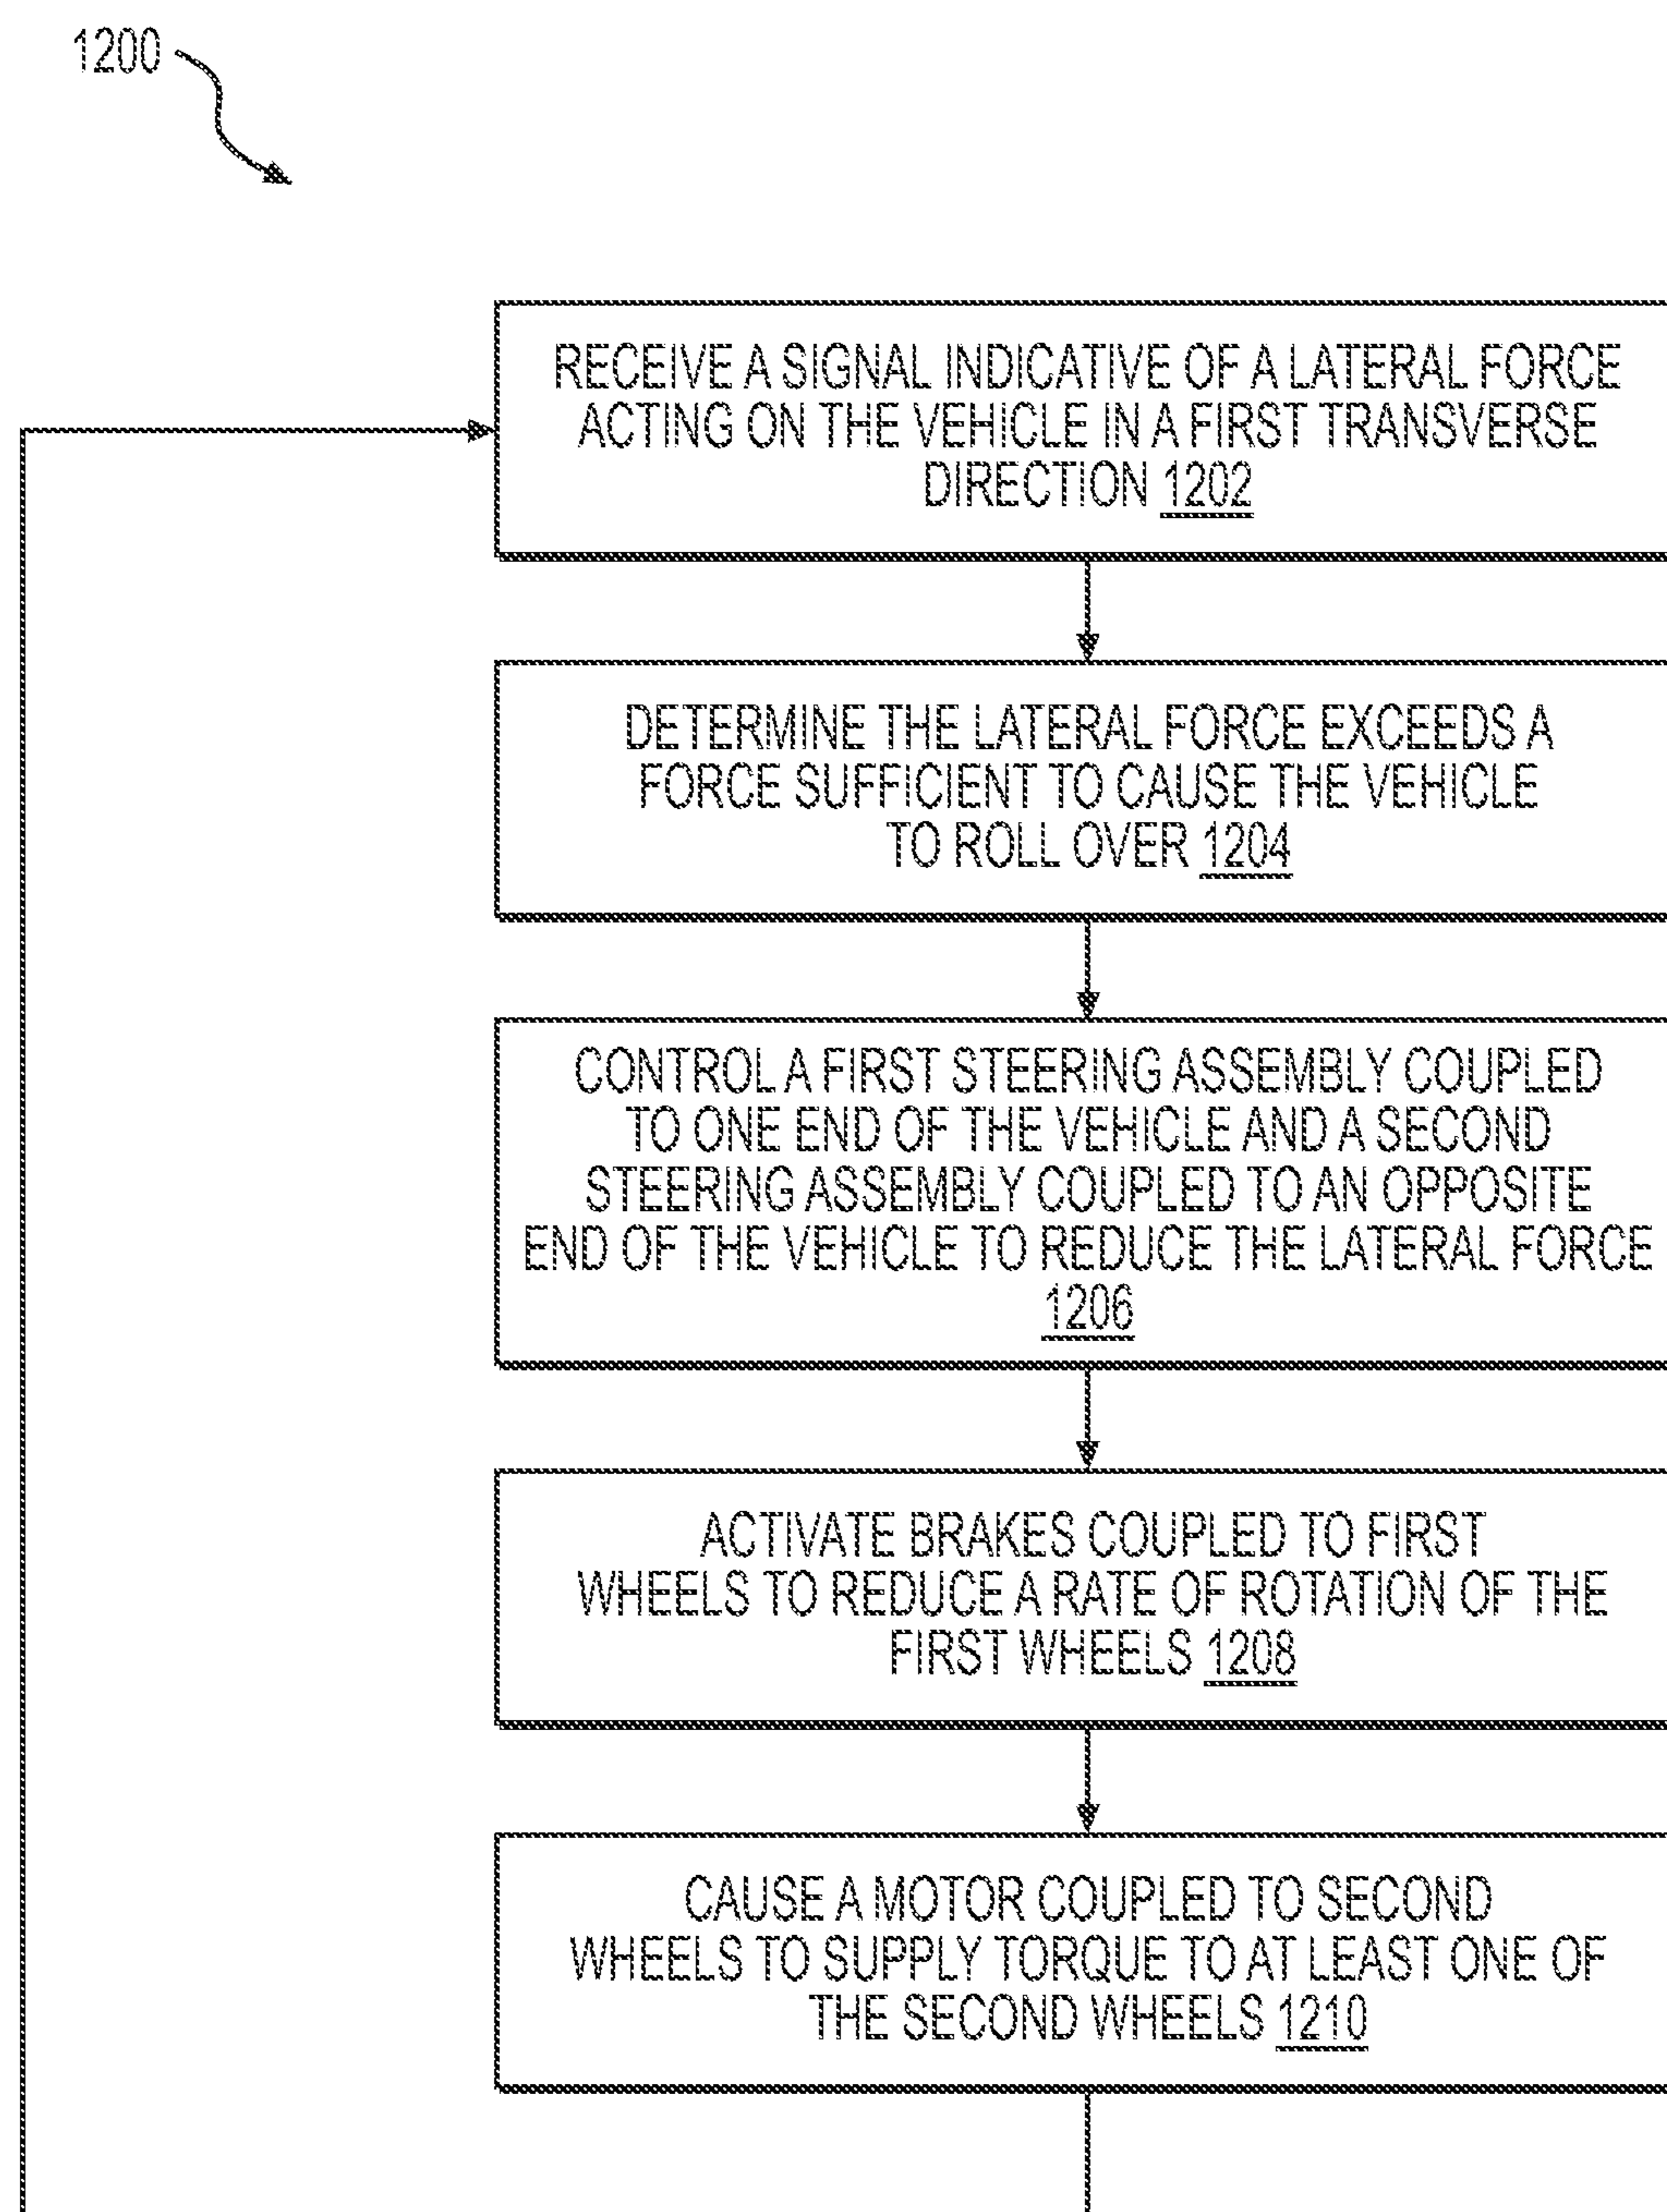 1200
RECEIVE A SIGNAL INDICATIVE OF A LATERAL FORCE
ACTING ON THE VEHICLE IN A FIRST TRANSVERSE
DIRECTION 1202
DETERMINE THE LATERAL FORCE EXCEEDS A
FORCE SUFFICIENT TO CAUSE THE VEHICLE
TO ROLL OVER 1204
CONTROL A FIRST STEERING ASSEMBLY COUPLED
TO ONE END OF THE VEHICLE AND A SECOND
STEERING ASSEMBLY COUPLED TO AN OPPOSITE
END OF THE VEHICLE TO REDUCE THE LATERAL FORCE
1206
ACTIVATE BRAKES COUPLED TO FIRST
WHEELS TO REDUCE A RATE OF ROTATION OF THE
FIRST WHEELS 1208
CAUSE A MOTOR COUPLED TO SECOND
WHEELS TO SUPPLY TORQUE TO AT LEAST ONE OF
THE SECOND WHEELS 1210